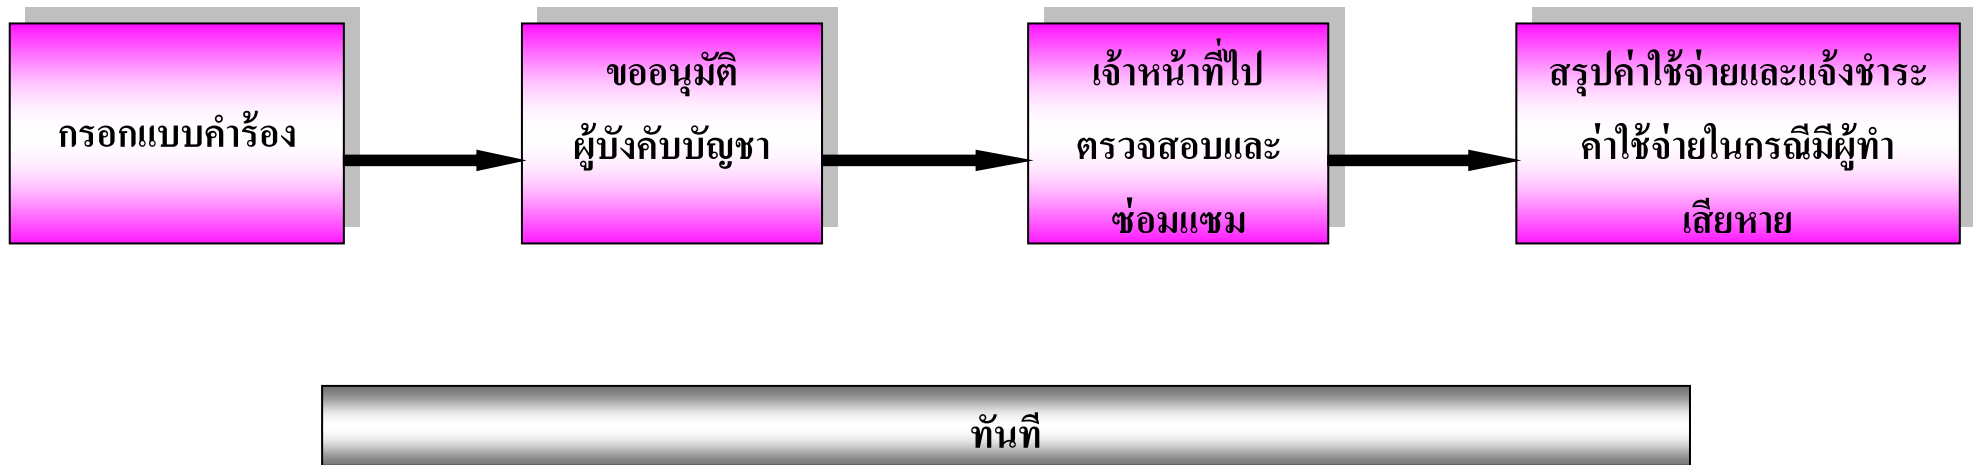 กรอกแบบคำร้อง
ขออนุมัติ
ผู้บังคับบัญชา
เจ้าหน้าที่ไป
ตรวจสอบและ
ซ่อมแซม
สรุปค่าใช้จ่ายและแจ้งชำระ
ค่าใช้จ่ายในกรณีมีผู้ทำ
เสียหาย
ทันที